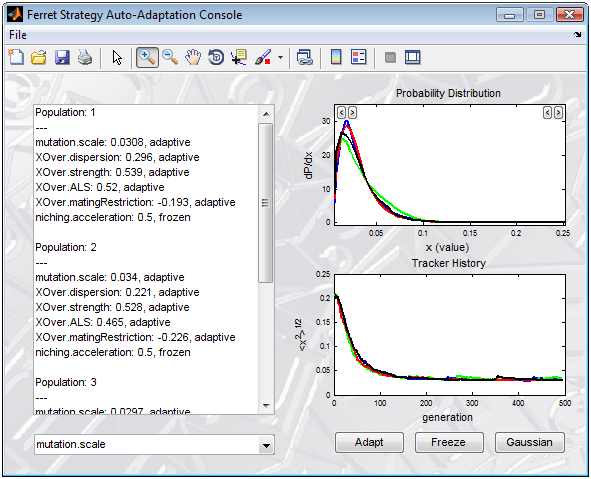 Ferret Strategy Auto-Adaptation Console
File
Population: 1
---
mutation.scale: 0.0308, adaptive
XOver.dispersion: 0.296, adaptive
XOver.strength: 0.539, adaptive
XOver.ALS: 0.52, adaptive
XOver.matingRestriction: -0.193, adaptive
niching.acceleration: 0.5, frozen
Population: 2
---
mutation.scale: 0.034, adaptive
XOver.dispersion: 0.221, adaptive
XOver.strength: 0.528, adaptive
XOver.ALS: 0.465, adaptive
XOver.matingRestriction: -0.226, adaptive
niching.acceleration: 0.5, frozen
Population: 3
---
mutation.scale: 0.0297, adaptive
mutation.scale
Probability Distribution
< > < >
30
20
10
0
dP/dx
0.05 0.1 0.15 0.2 0.25
x (value)
Tracker History
0.25
0.2
0.15
0.1
0.05
0
<x²>^1/2
0 100 200 300 400 500
generation
Adapt Freeze Gaussian